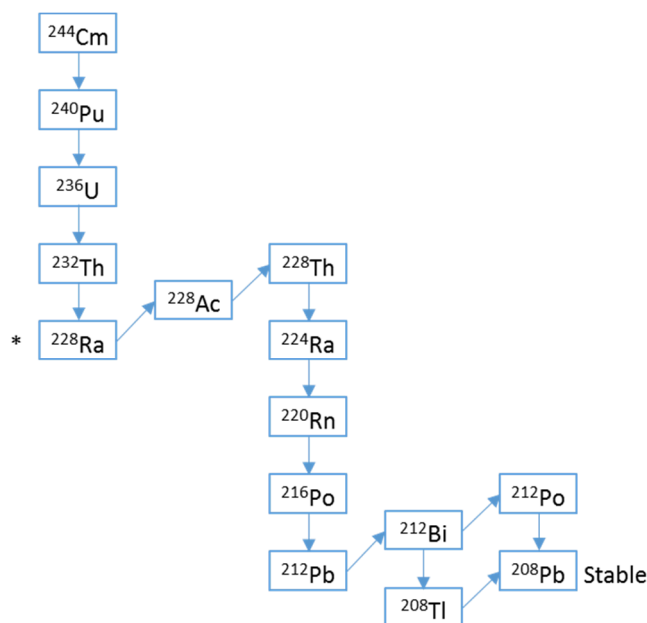 ²⁴⁴Cm
²⁴⁰Pu
²³⁶U
²³²Th
²²⁸Th
²²⁸Ac
* ²²⁸Ra
²²⁴Ra
²²⁰Rn
²¹⁶Po
²¹²Po
²¹²Bi
²¹²Pb
²⁰⁸Pb Stable
²⁰⁸Tl